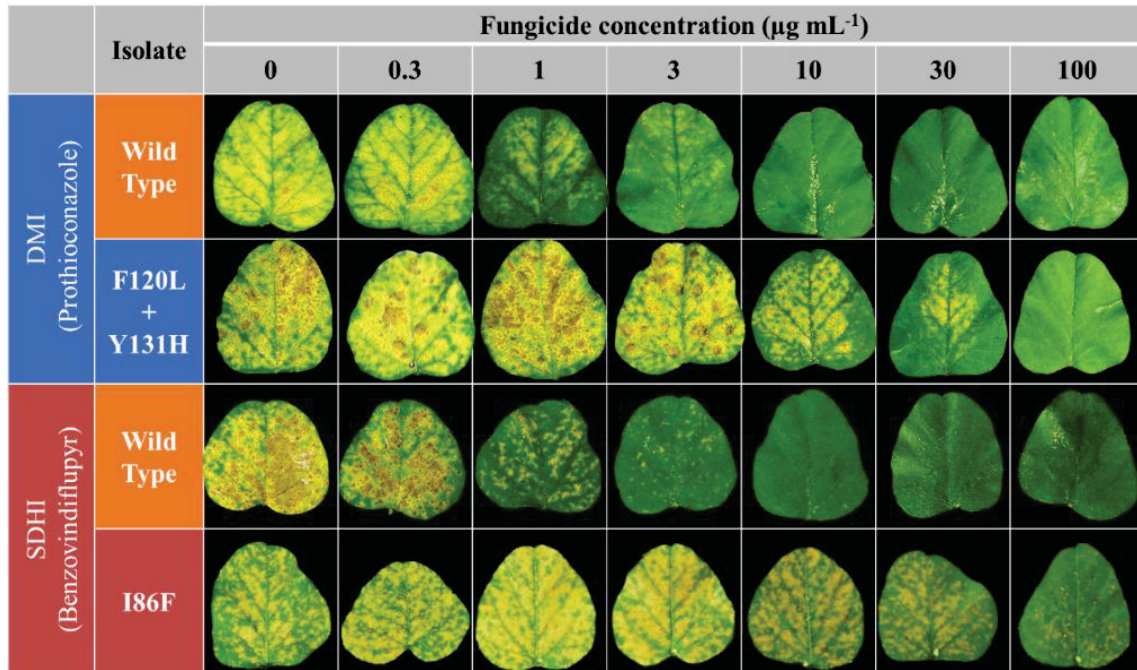 Isolate
Fungicide concentration (µg mL⁻¹)
0 0.3 1 3 10 30 100
DMI
(Prothioconazole)
Wild
Type
F120L
+
Y131H
SDHI
(Benzovindiflupyr)
Wild
Type
I86F